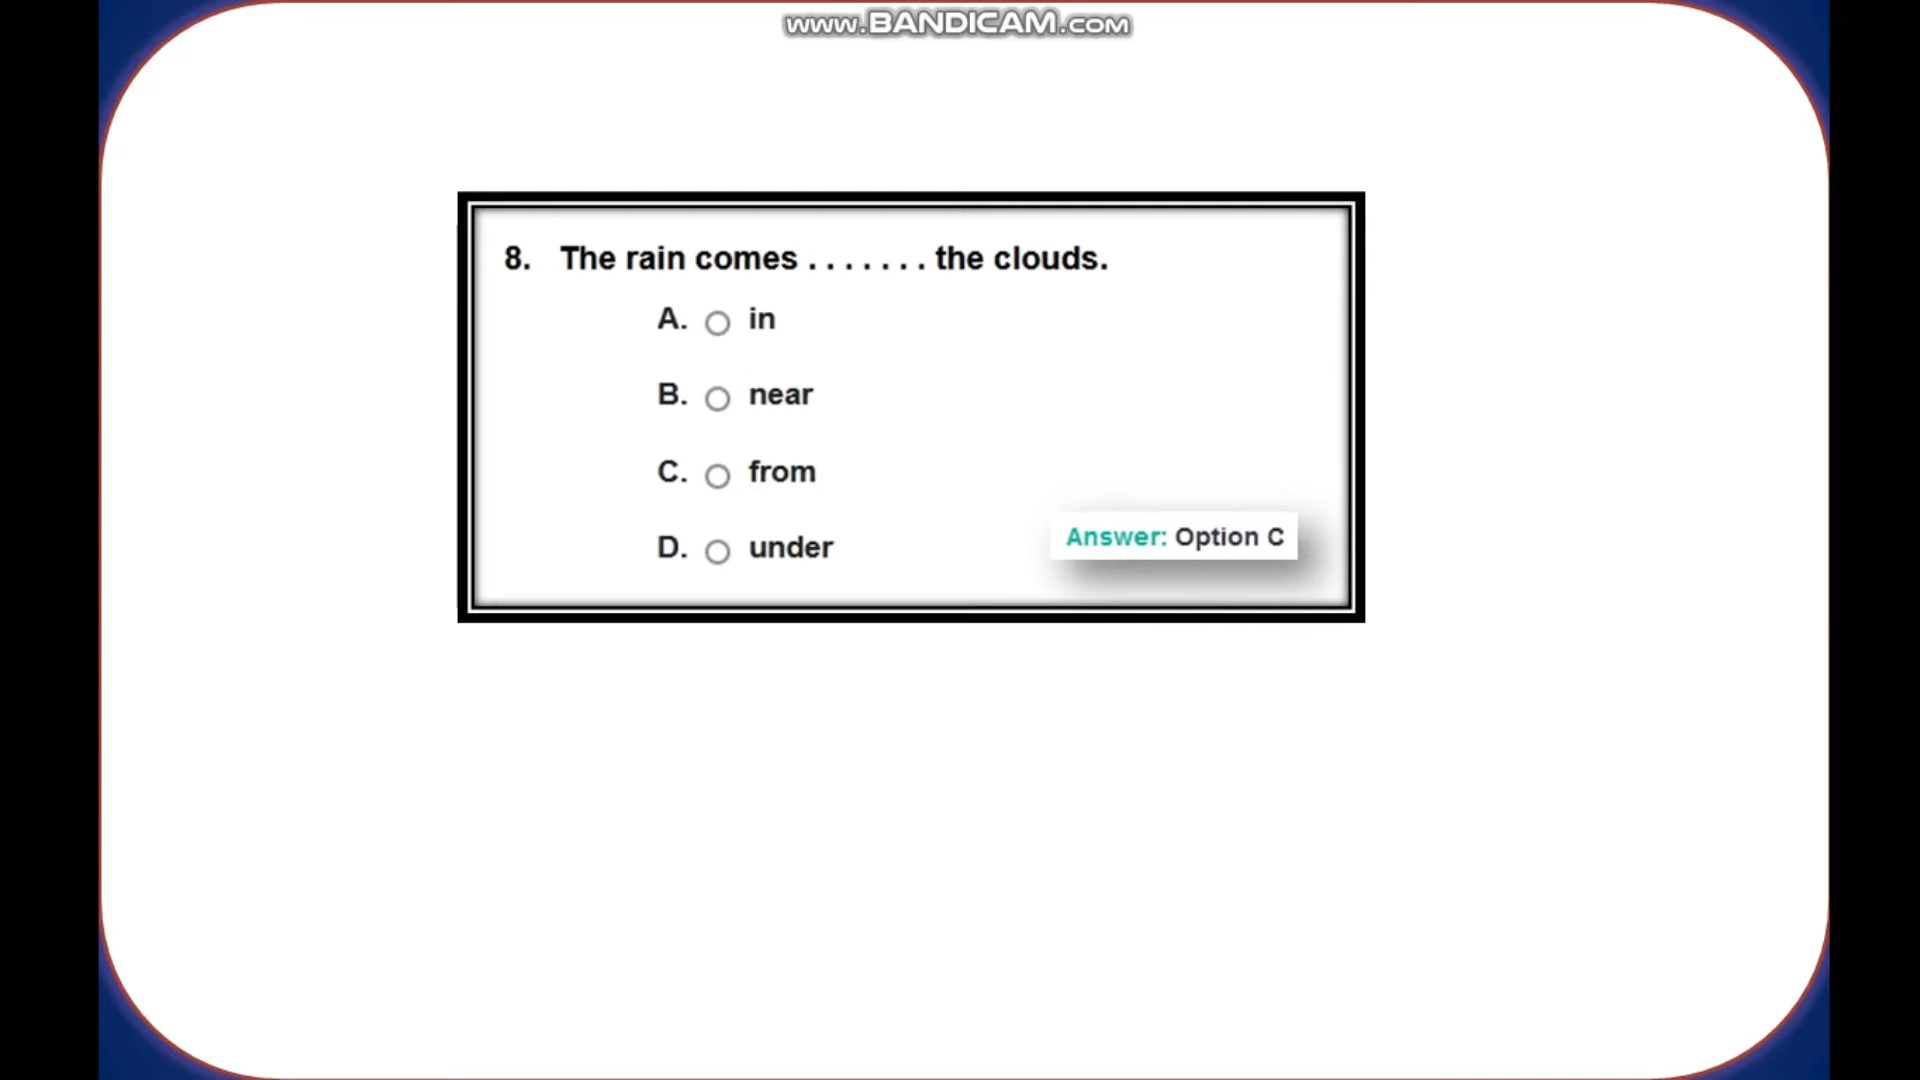 www.BANDICAM.com
8. The rain comes . . . . . . . the clouds.
A. in
B. near
C. from
D. under
Answer: Option C